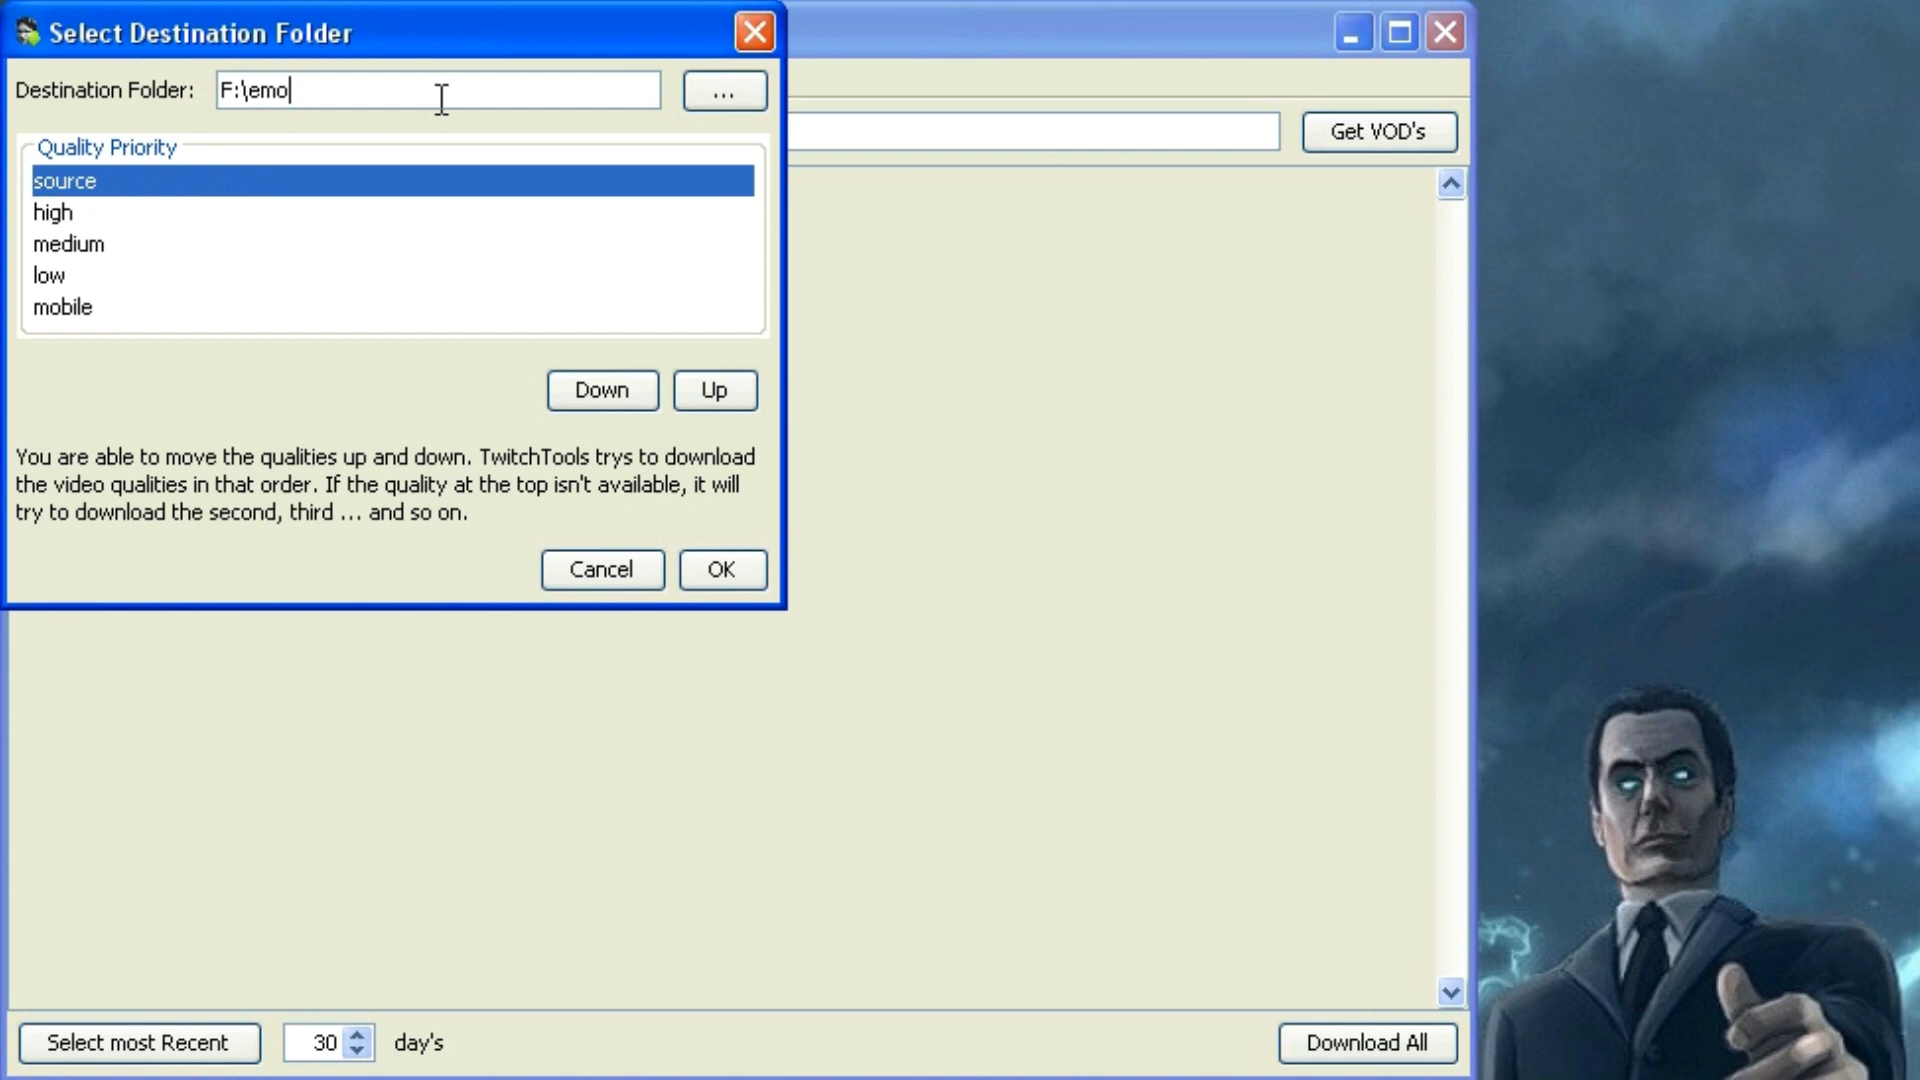 Select Destination Folder
Destination Folder: F:\emo ...
Get VOD's
Quality Priority
source
high
medium
low
mobile
Down Up
You are able to move the qualities up and down. TwitchTools trys to download
the video qualities in that order. If the quality at the top isn't available, it will
try to download the second, third ... and so on.
Cancel OK
Select most Recent 30 day's Download All